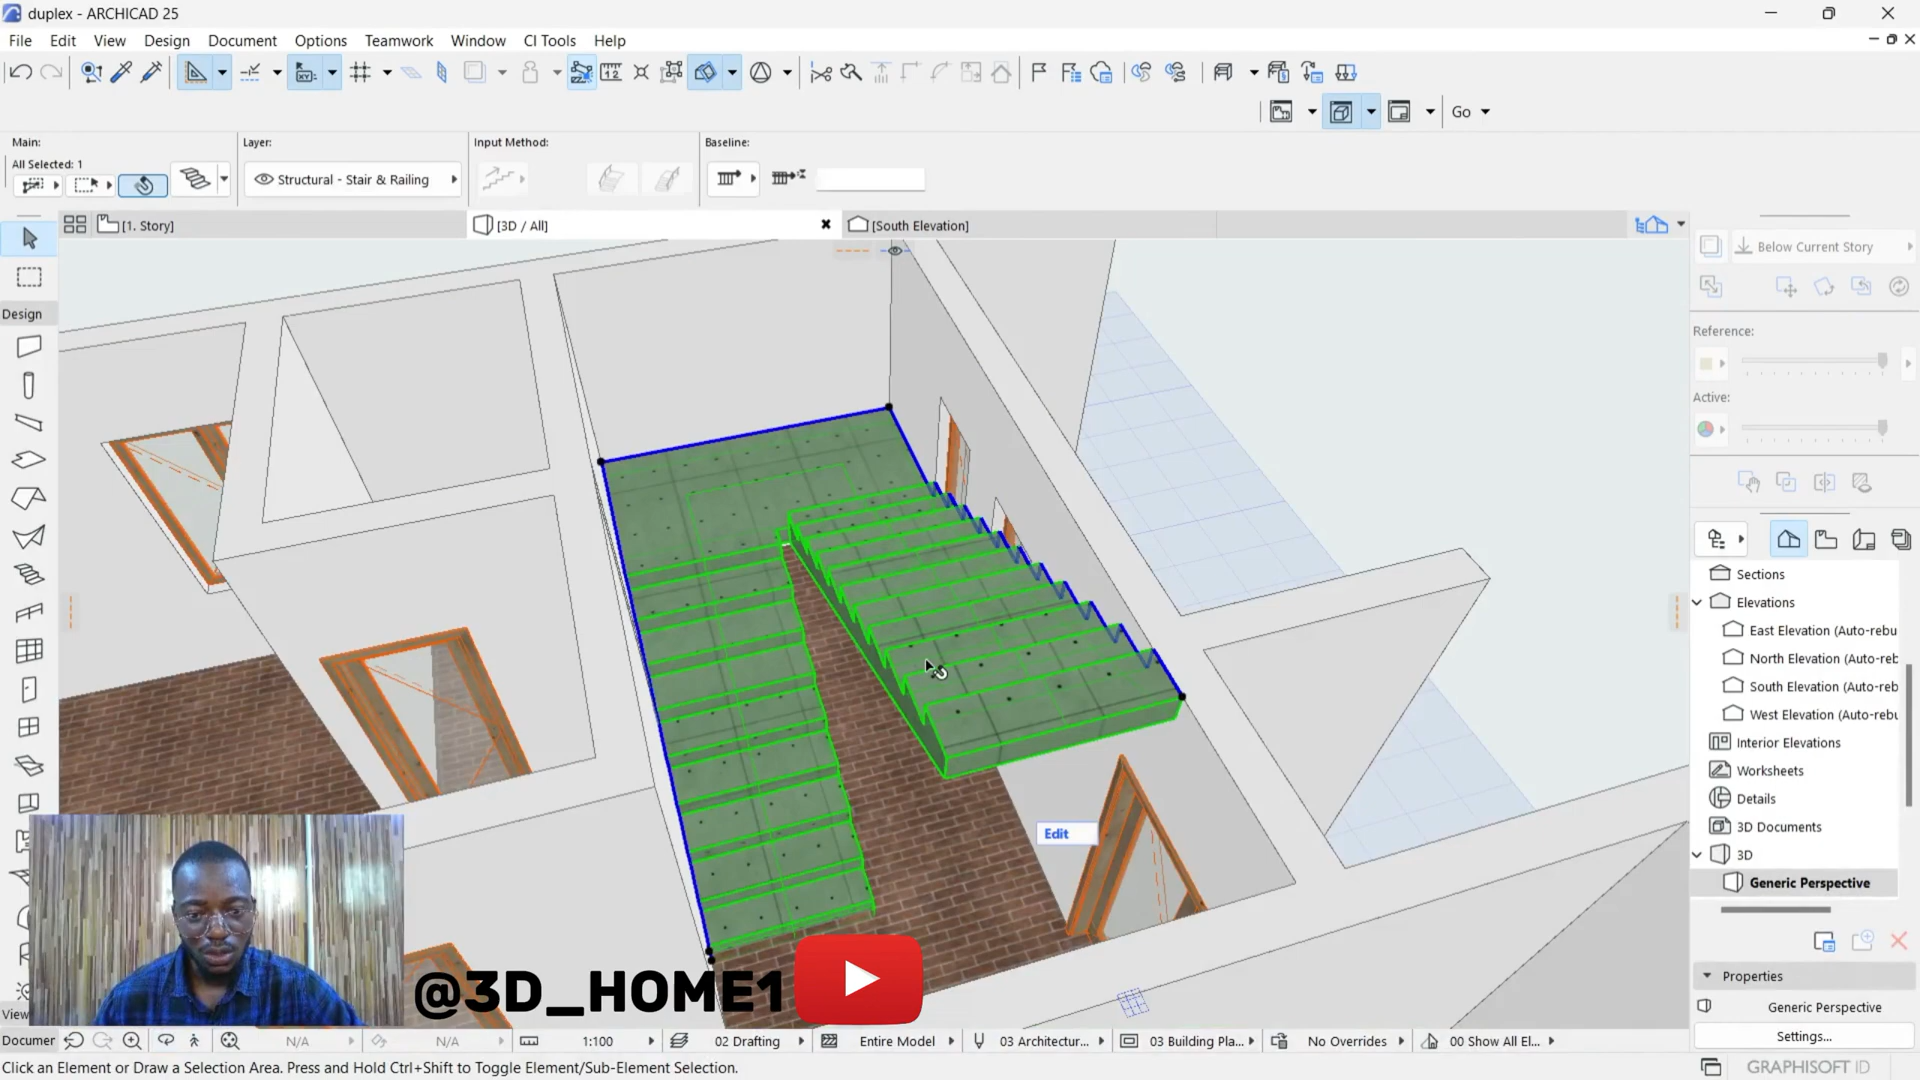 duplex - ARCHICAD 25
File Edit View Design Document Options Teamwork Window CI Tools Help
Go
Main:
All Selected: 1
Layer:
Structural - Stair & Railing
Input Method:
Baseline:
[1. Story]
[3D / All]
[South Elevation]
Design
Edit
@3D_HOME1
View
Below Current Story
Reference:
Active:
Sections
Elevations
East Elevation (Auto-rebu
North Elevation (Auto-reb
South Elevation (Auto-reb
West Elevation (Auto-rebu
Interior Elevations
Worksheets
Details
3D Documents
3D
Generic Perspective
Properties
Generic Perspective
Settings...
Documer
N/A
N/A
1:100
02 Drafting
Entire Model
03 Architectur...
03 Building Pla...
No Overrides
00 Show All El...
Click an Element or Draw a Selection Area. Press and Hold Ctrl+Shift to Toggle Element/Sub-Element Selection.
GRAPHISOFT ID